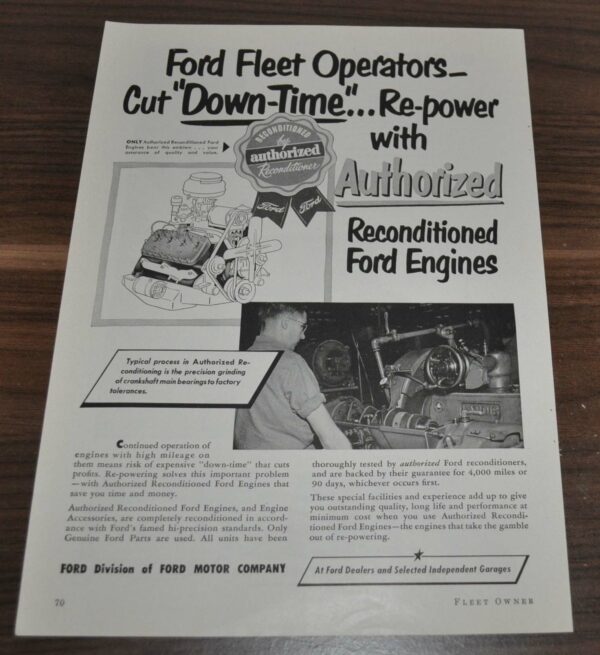 Ford Fleet Operators—
Cut "Down-Time"... Re-power
with
Authorized
Reconditioned
Ford Engines
ONLY Authorized Reconditioned Ford
Engines bear this emblem . . . your
assurance of quality and value.
RECONDITIONED
by
authorized
Reconditioner
Ford
Ford
Typical process in Authorized Re-
conditioning is the precision grinding
of crankshaft main bearings to factory
tolerances.
Continued operation of
engines with high mileage on
them means risk of expensive "down-time" that cuts
profits. Re-powering solves this important problem
—with Authorized Reconditioned Ford Engines that
save you time and money.
Authorized Reconditioned Ford Engines, and Engine
Accessories, are completely reconditioned in accord-
ance with Ford's famed hi-precision standards. Only
Genuine Ford Parts are used. All units have been
thoroughly tested by authorized Ford reconditioners,
and are backed by their guarantee for 4,000 miles or
90 days, whichever occurs first.
These special facilities and experience add up to give
you outstanding quality, long life and performance at
minimum cost when you use Authorized Recondi-
tioned Ford Engines—the engines that take the gamble
out of re-powering.
FORD Division of FORD MOTOR COMPANY
At Ford Dealers and Selected Independent Garages
70
FLEET OWNER